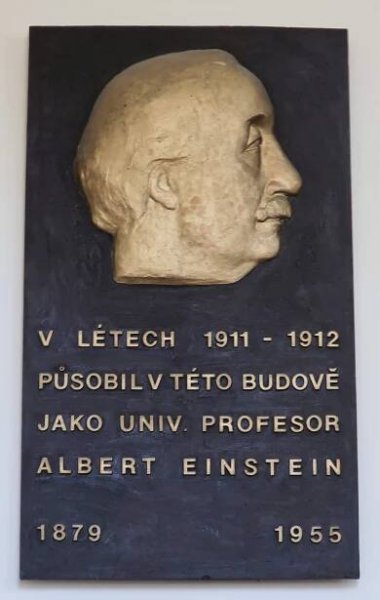 V LÉTECH 1911 - 1912
PŮSOBIL V TÉTO BUDOVĚ
JAKO UNIV. PROFESOR
ALBERT EINSTEIN
1879 1955